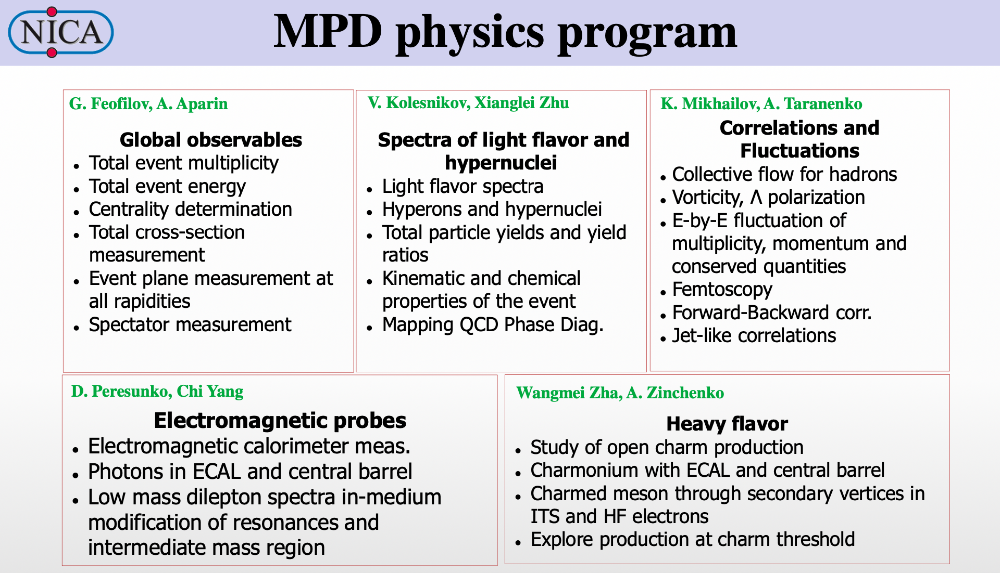 NICA
MPD physics program
G. Feofilov, A. Aparin
Global observables
• Total event multiplicity
• Total event energy
• Centrality determination
• Total cross-section
measurement
• Event plane measurement at
all rapidities
• Spectator measurement
V. Kolesnikov, Xianglei Zhu
Spectra of light flavor and
hypernuclei
• Light flavor spectra
• Hyperons and hypernuclei
• Total particle yields and yield
ratios
• Kinematic and chemical
properties of the event
• Mapping QCD Phase Diag.
K. Mikhailov, A. Taranenko
Correlations and
Fluctuations
• Collective flow for hadrons
• Vorticity, Λ polarization
• E-by-E fluctuation of
multiplicity, momentum and
conserved quantities
• Femtoscopy
• Forward-Backward corr.
• Jet-like correlations
D. Peresunko, Chi Yang
Electromagnetic probes
• Electromagnetic calorimeter meas.
• Photons in ECAL and central barrel
• Low mass dilepton spectra in-medium
modification of resonances and
intermediate mass region
Wangmei Zha, A. Zinchenko
Heavy flavor
• Study of open charm production
• Charmonium with ECAL and central barrel
• Charmed meson through secondary vertices in
ITS and HF electrons
• Explore production at charm threshold